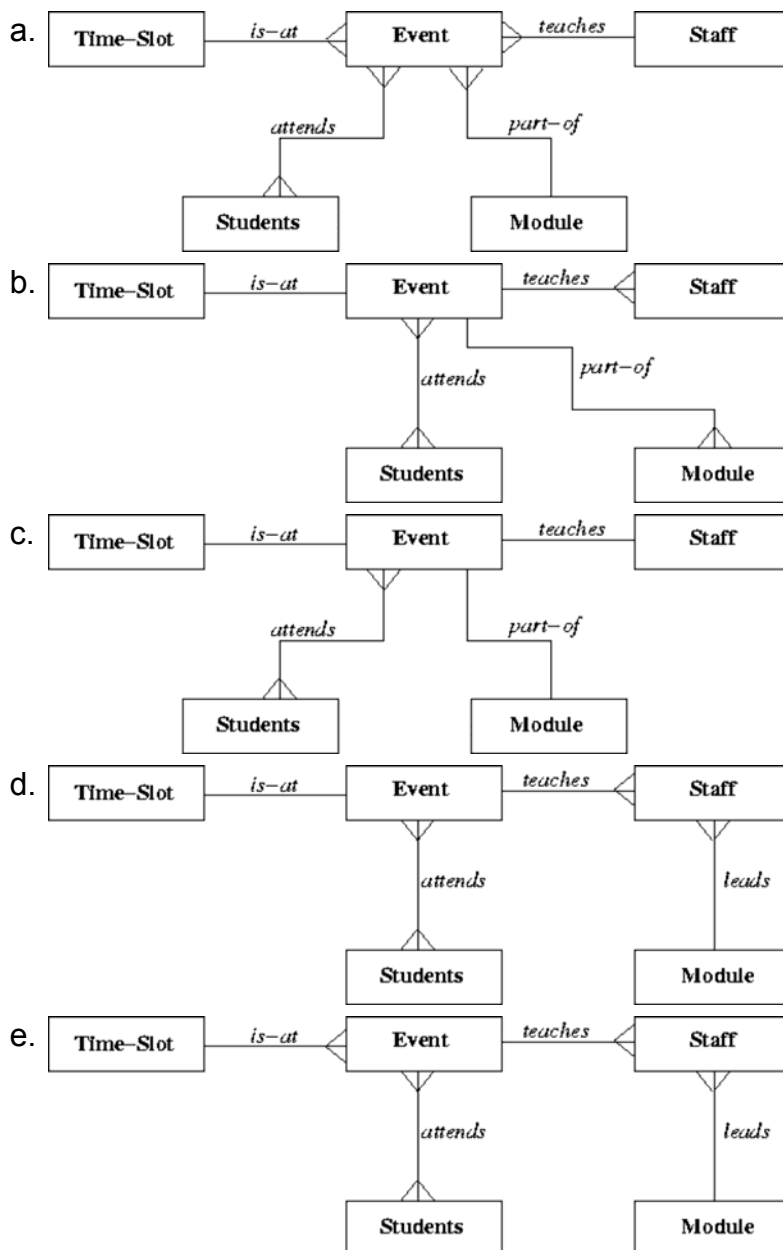 a. Time–Slot is–at Event teaches Staff
attends part–of
Students Module
b. Time–Slot is–at Event teaches Staff
part–of
attends
Students Module
c. Time–Slot is–at Event teaches Staff
attends part–of
Students Module
d. Time–Slot is–at Event teaches Staff
attends leads
Students Module
e. Time–Slot is–at Event teaches Staff
attends leads
Students Module